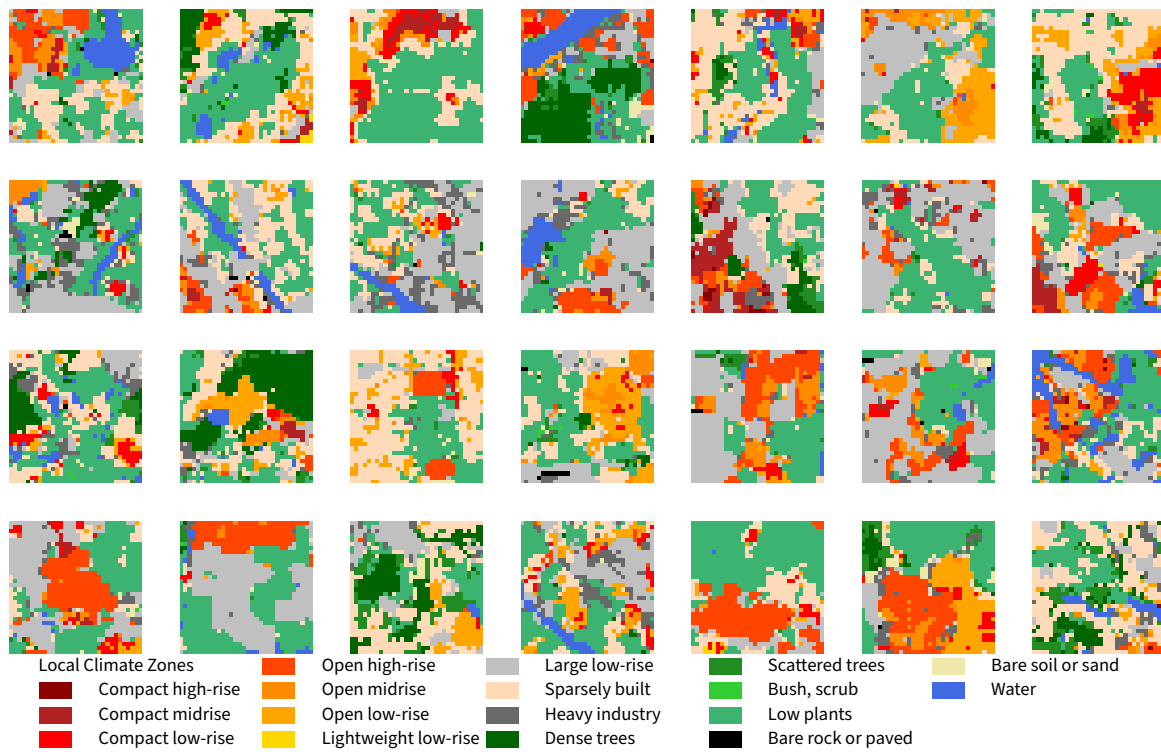 Local Climate Zones
Compact high-rise
Compact midrise
Compact low-rise
Open high-rise
Open midrise
Open low-rise
Lightweight low-rise
Large low-rise
Sparsely built
Heavy industry
Dense trees
Scattered trees
Bush, scrub
Low plants
Bare rock or paved
Bare soil or sand
Water